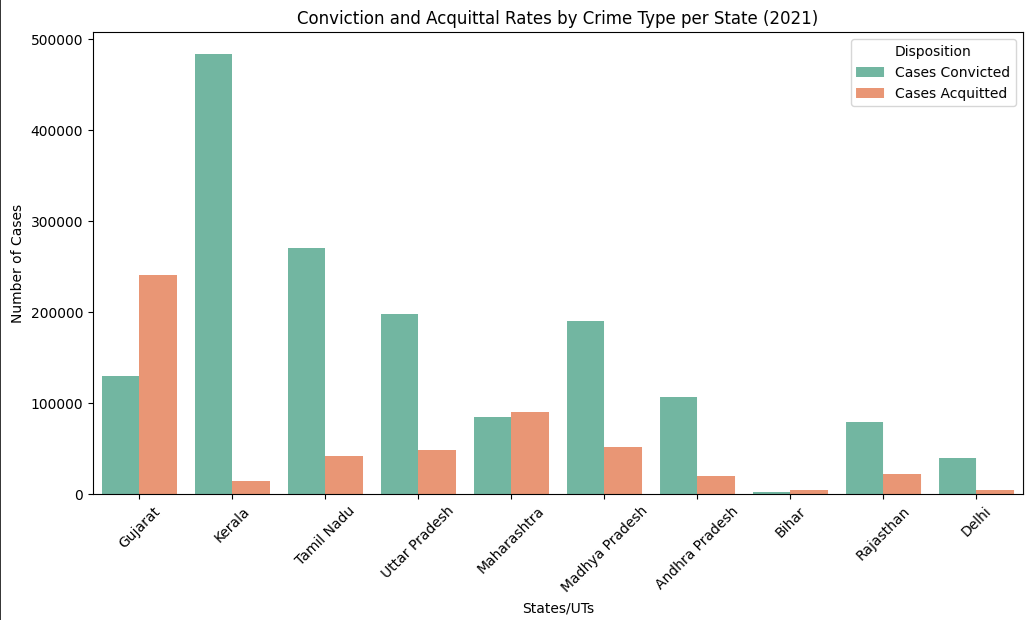 Conviction and Acquittal Rates by Crime Type per State (2021)
Disposition
Cases Convicted
Cases Acquitted
Number of Cases
500000
400000
300000
200000
100000
0
Gujarat
Kerala
Tamil Nadu
Uttar Pradesh
Maharashtra
Madhya Pradesh
Andhra Pradesh
Bihar
Rajasthan
Delhi
States/UTs